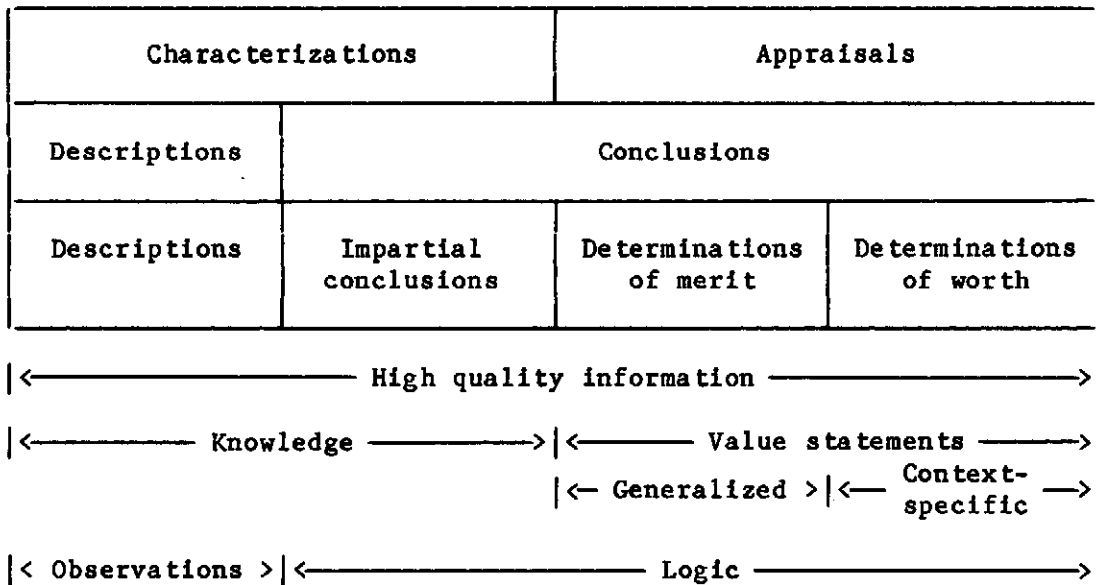 Characterizations Appraisals
Descriptions Conclusions
Descriptions Impartial conclusions Determinations of merit Determinations of worth
High quality information
Knowledge Value statements
Generalized Context-specific
Observations Logic